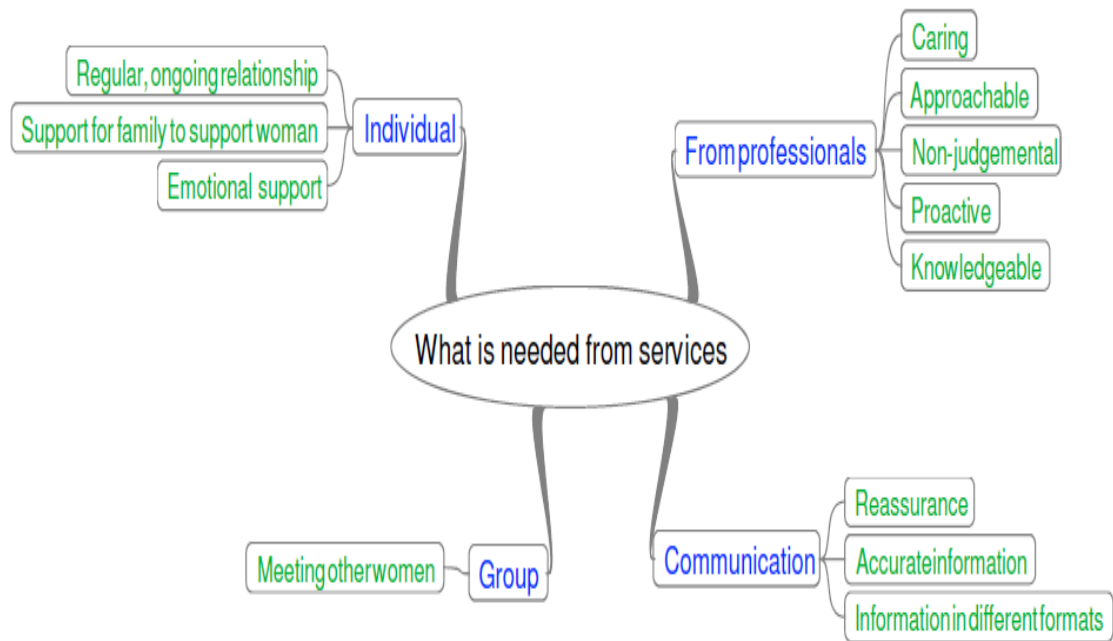 What is needed from services
Individual
Regular, ongoing relationship
Support for family to support woman
Emotional support
From professionals
Caring
Approachable
Non-judgemental
Proactive
Knowledgeable
Group
Meeting other women
Communication
Reassurance
Accurate information
Information in different formats